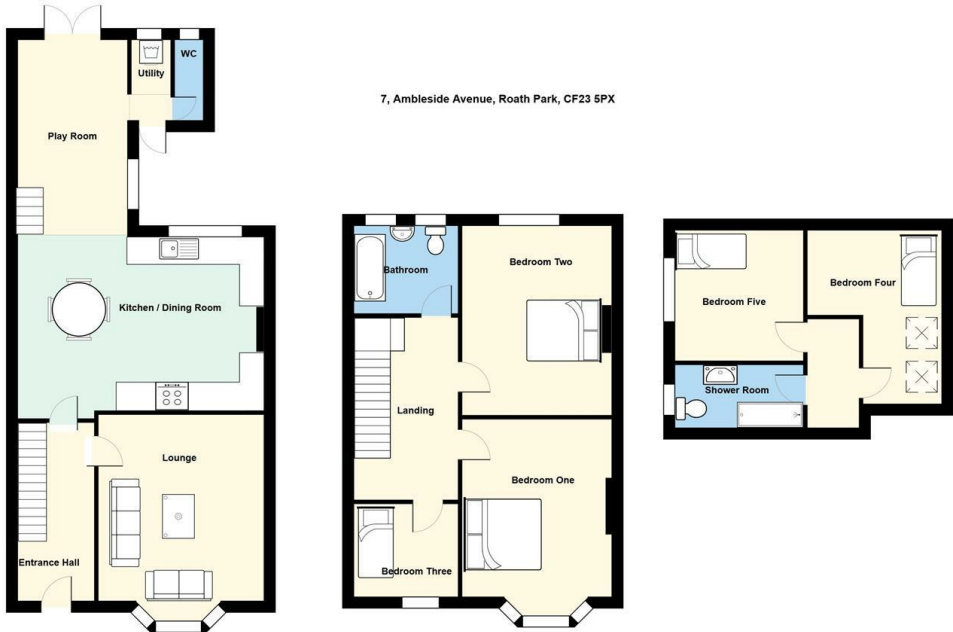 7, Ambleside Avenue, Roath Park, CF23 5PX
WC
Utility
Play Room
Kitchen / Dining Room
Lounge
Entrance Hall
Bathroom
Bedroom Two
Landing
Bedroom One
Bedroom Three
Bedroom Five
Bedroom Four
Shower Room